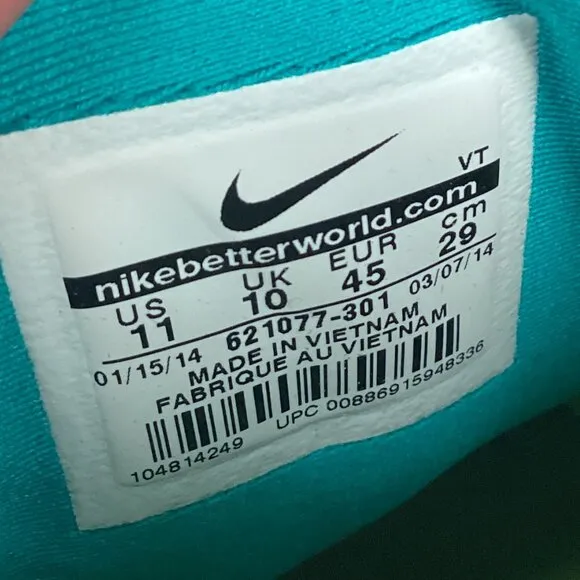 VT
nikebetterworld.com
US UK EUR cm
11 10 45 29
01/15/14 621077-301 03/07/14
MADE IN VIETNAM
FABRIQUE AU VIETNAM
104814249 UPC 00886915948336